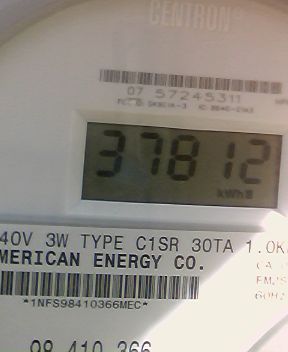 CENTRON®
07 57245311
37812
kWh
40V 3W TYPE C1SR 30TA 1.0K
MERICAN ENERGY CO.
*1NFS98410366MEC*
60Hz
98 410 366